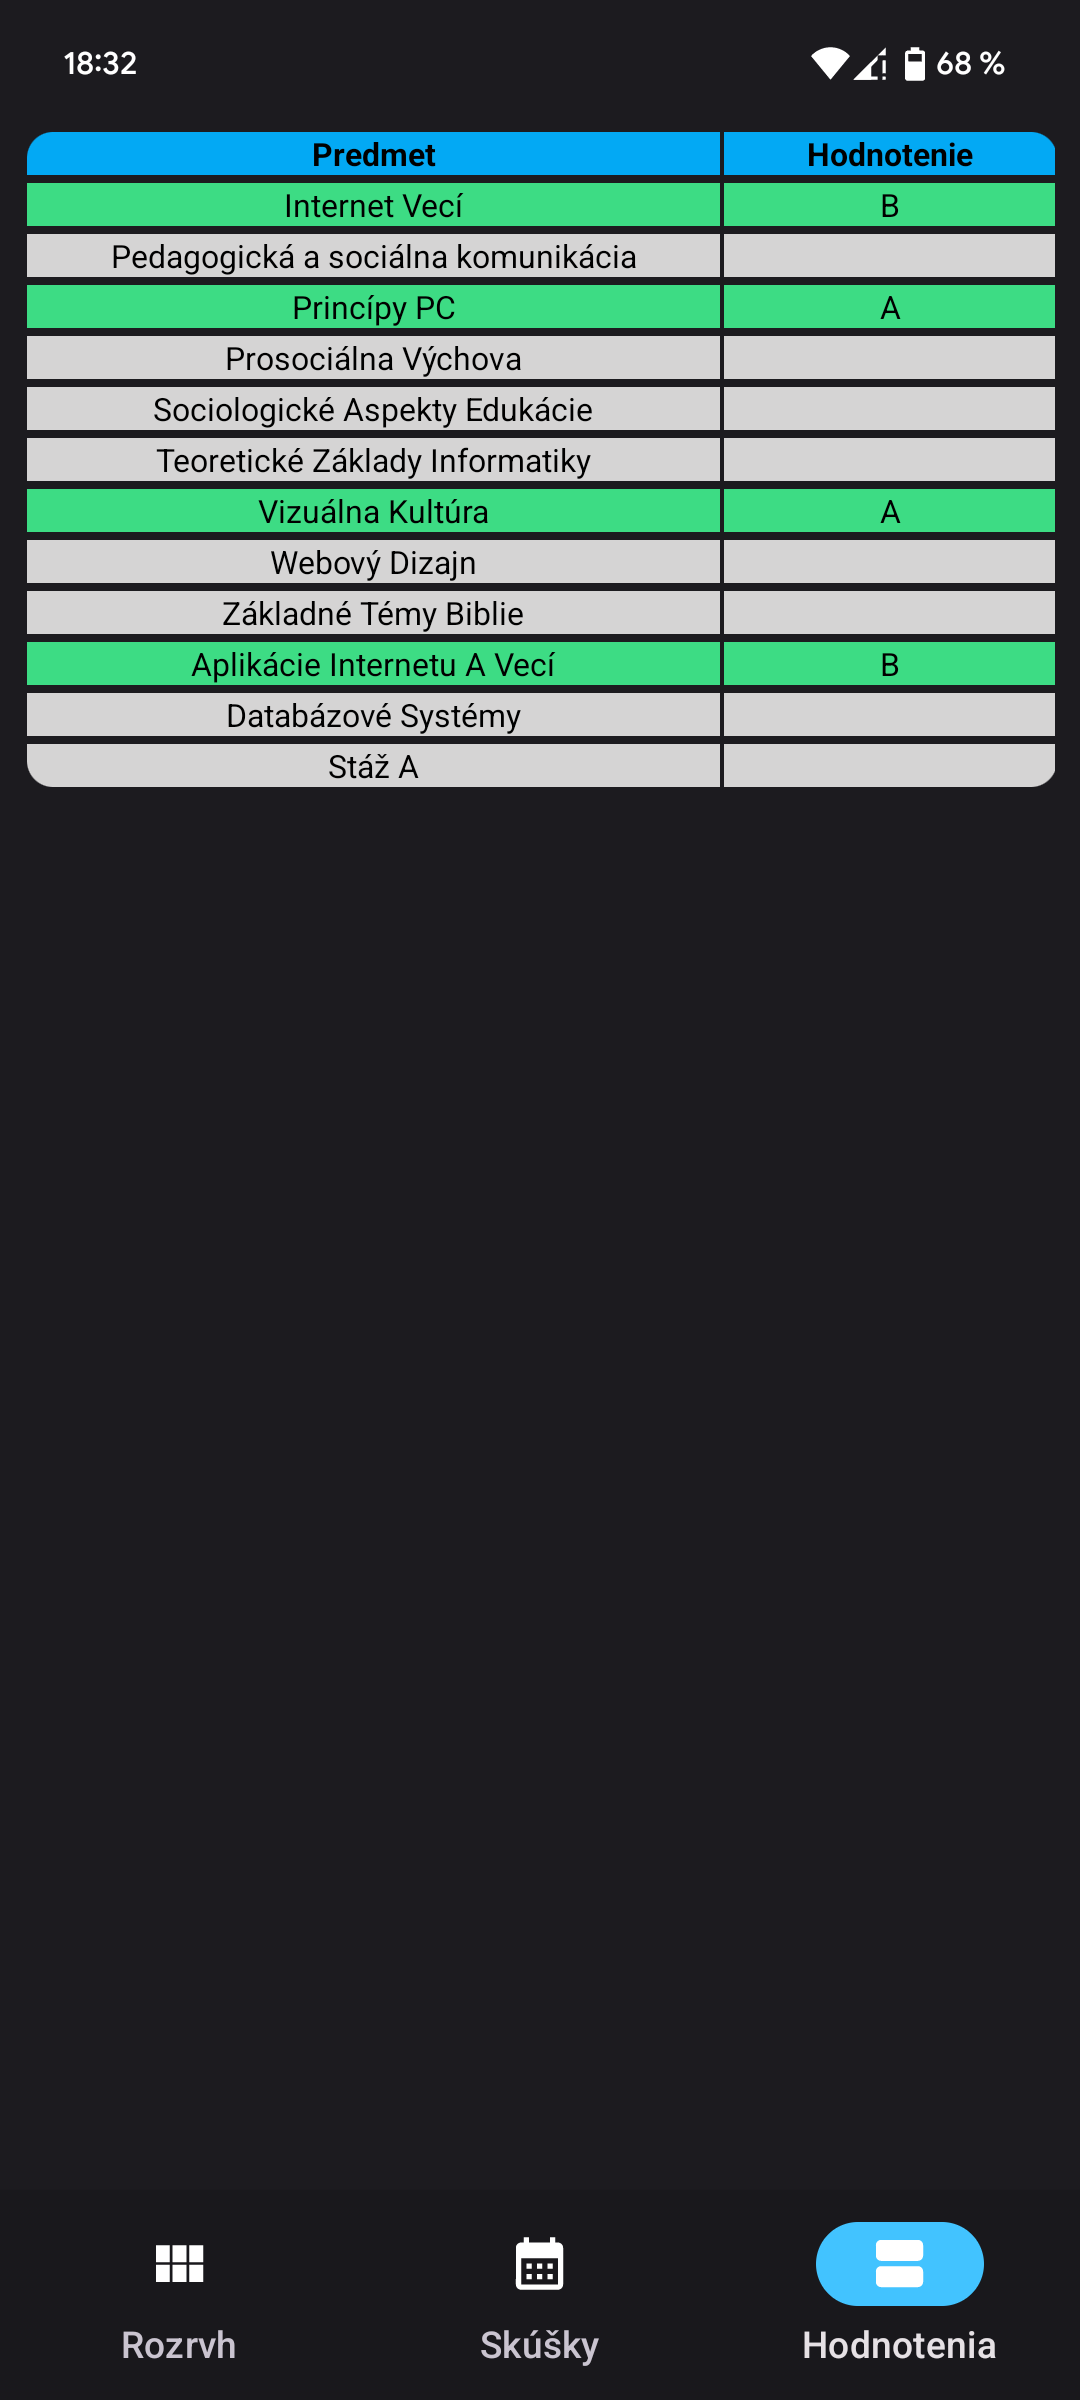 18:32 68 %
Predmet Hodnotenie
Internet Vecí B
Pedagogická a sociálna komunikácia
Princípy PC A
Prosociálna Výchova
Sociologické Aspekty Edukácie
Teoretické Základy Informatiky
Vizuálna Kultúra A
Webový Dizajn
Základné Témy Biblie
Aplikácie Internetu A Vecí B
Databázové Systémy
Stáž A
Rozrvh Skúšky Hodnotenia